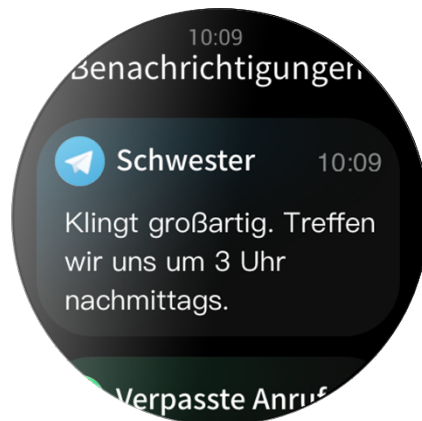 10:09
Benachrichtigungen
Schwester 10:09
Klingt großartig. Treffen
wir uns um 3 Uhr
nachmittags.
Verpasste Anruf